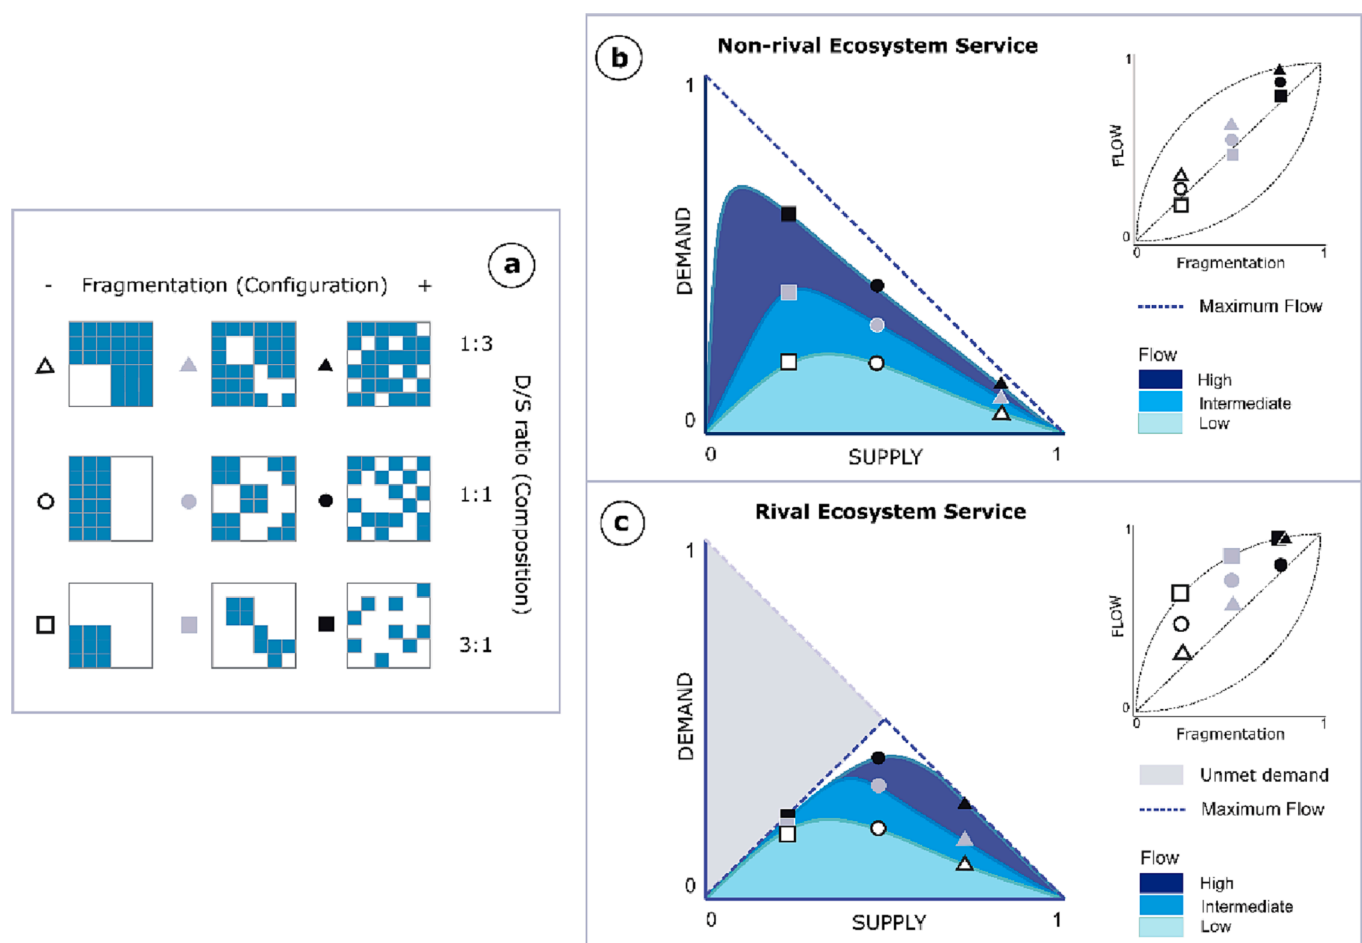 a
- Fragmentation (Configuration) +
1:3
1:1
3:1
D/S ratio (Composition)
b
Non-rival Ecosystem Service
1
DEMAND
0
0
SUPPLY
1
1
FLOW
0
0
1
Fragmentation
Maximum Flow
Flow
High
Intermediate
Low
c
Rival Ecosystem Service
1
DEMAND
0
0
SUPPLY
1
1
FLOW
0
0
1
Fragmentation
Unmet demand
Maximum Flow
Flow
High
Intermediate
Low